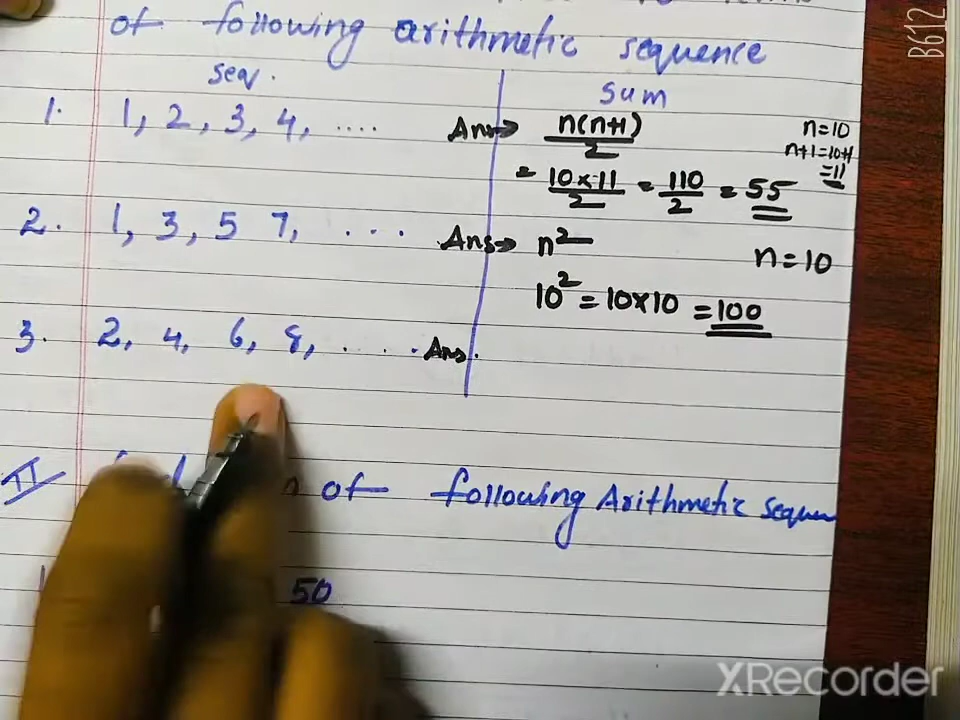 of following arithmetic sequence
seq.
sum
1. 1, 2, 3, 4, .... Ans→ n(n+1)/2
n=10
n+1=10+1
=11
= 10×11/2 = 110/2 = 55
2. 1, 3, 5 7, ... Ans→ n²
n=10
10² = 10×10 = 100
3. 2, 4, 6, 8, .... Ans.
II of following Arithmetic sequen
50
B612
XRecorder